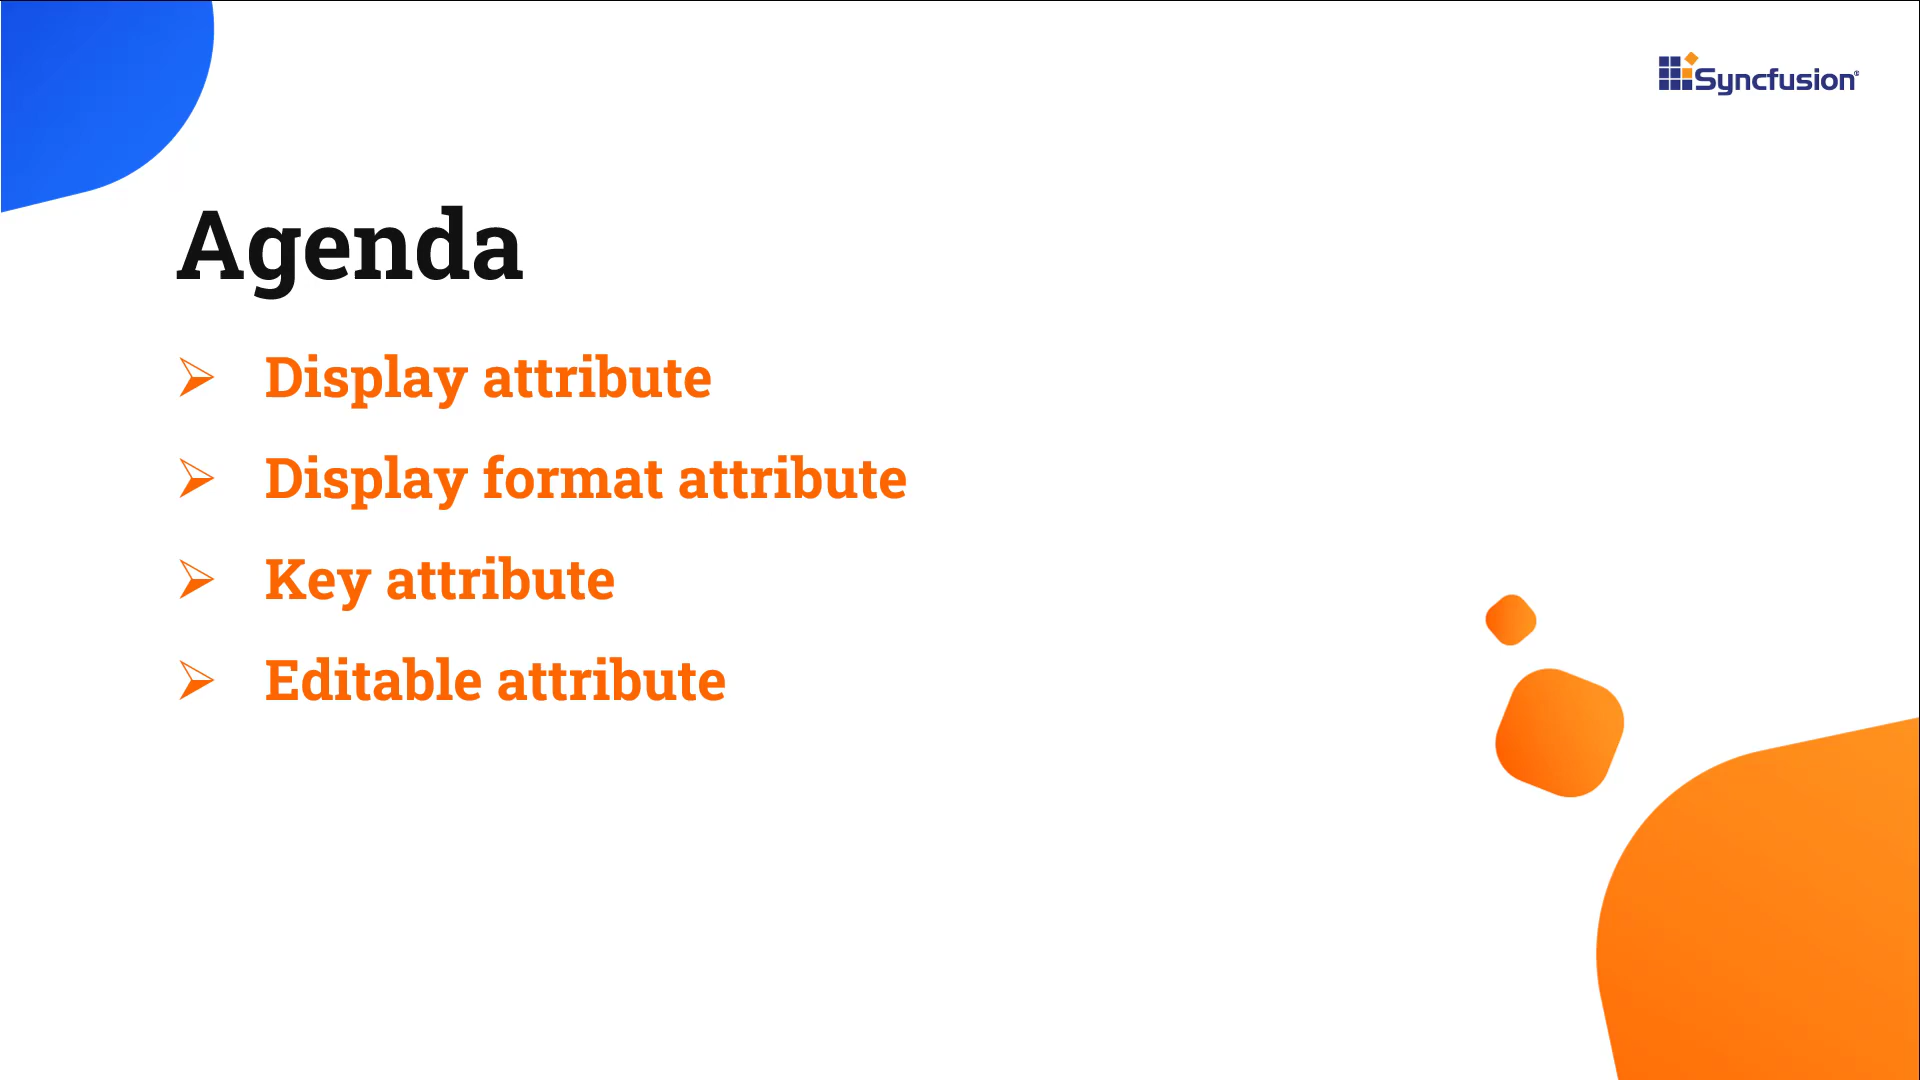 Syncfusion®
Agenda
➢ Display attribute
➢ Display format attribute
➢ Key attribute
➢ Editable attribute